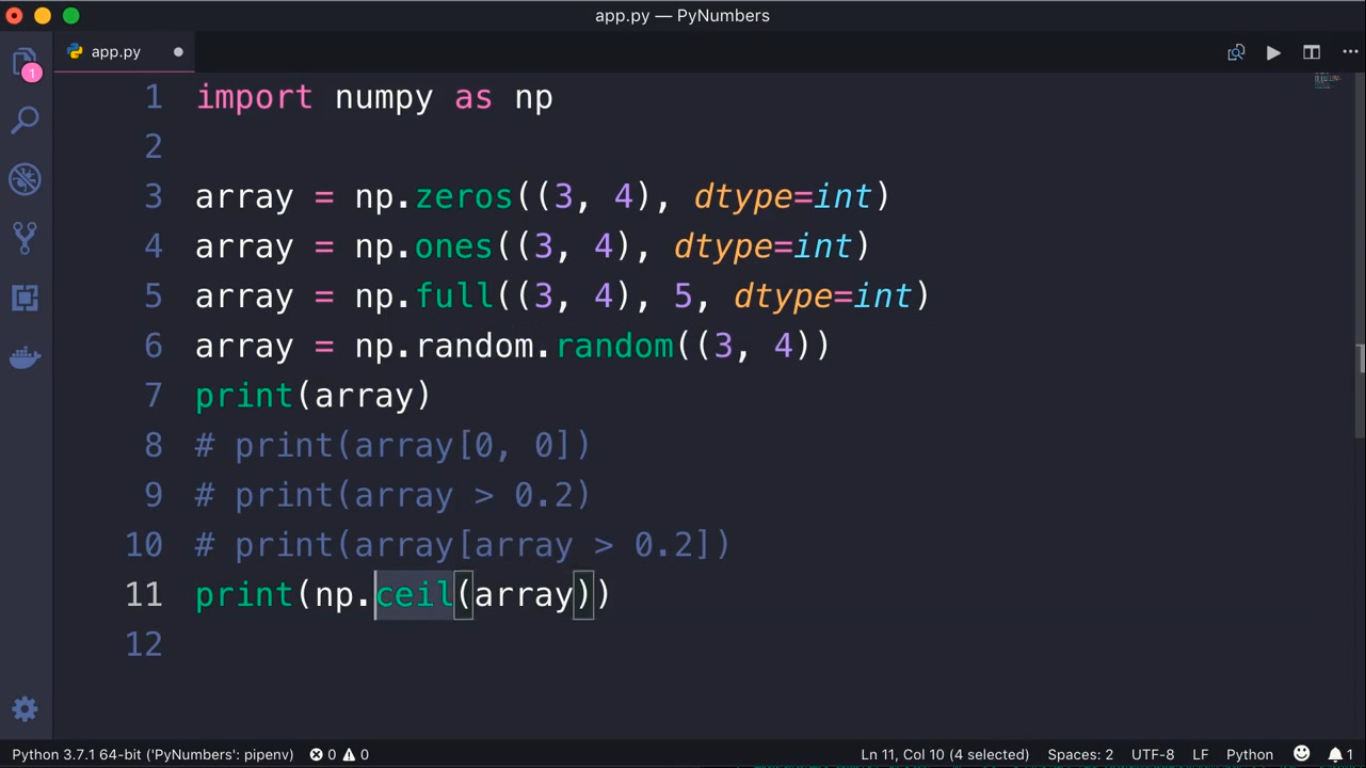 app.py — PyNumbers
app.py
1
1 import numpy as np
2
3 array = np.zeros((3, 4), dtype=int)
4 array = np.ones((3, 4), dtype=int)
5 array = np.full((3, 4), 5, dtype=int)
6 array = np.random.random((3, 4))
7 print(array)
8 # print(array[0, 0])
9 # print(array > 0.2)
10 # print(array[array > 0.2])
11 print(np.ceil(array))
12
Python 3.7.1 64-bit ('PyNumbers': pipenv) 0 0 Ln 11, Col 10 (4 selected) Spaces: 2 UTF-8 LF Python 1